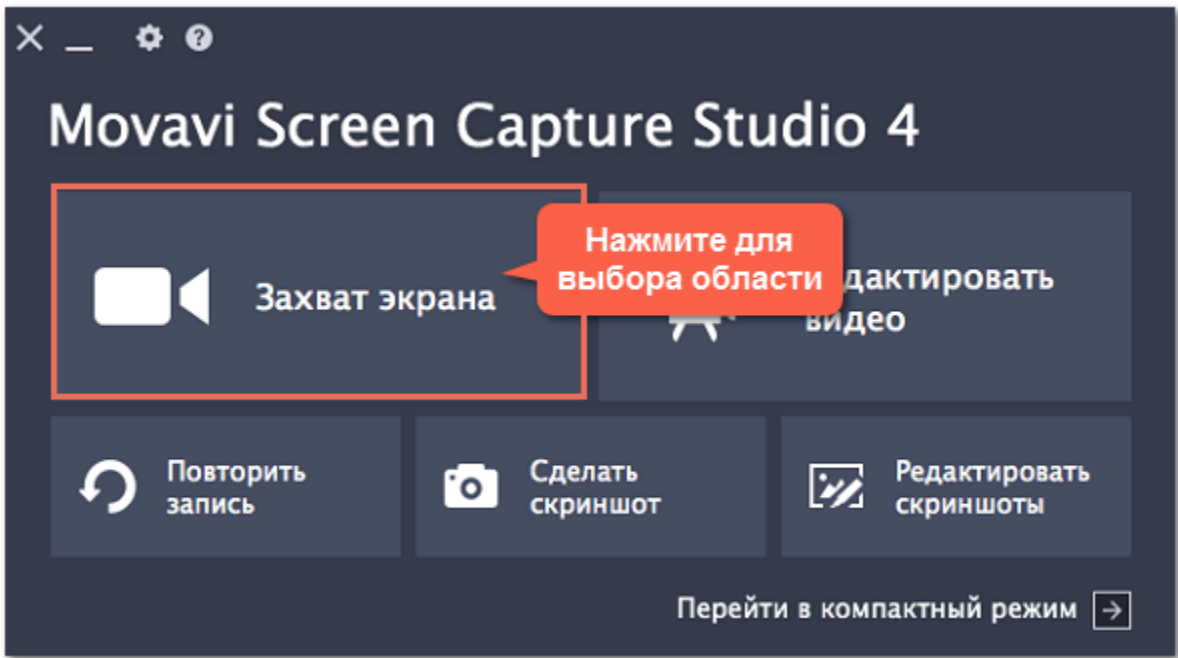 Movavi Screen Capture Studio 4
Захват экрана
Нажмите для
выбора области
дактировать
видео
Повторить
запись
Сделать
скриншот
Редактировать
скриншоты
Перейти в компактный режим